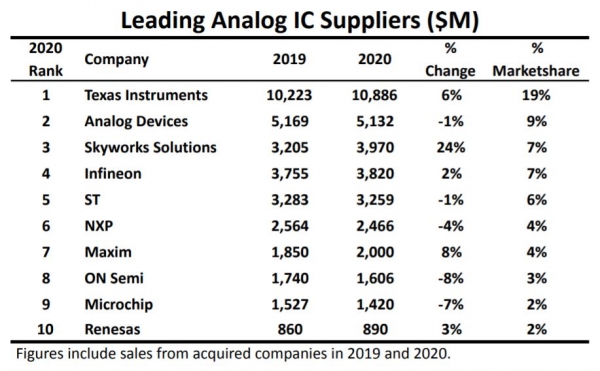 Leading Analog IC Suppliers ($M)
2020 Rank Company 2019 2020 % Change % Marketshare
1 Texas Instruments 10,223 10,886 6% 19%
2 Analog Devices 5,169 5,132 -1% 9%
3 Skyworks Solutions 3,205 3,970 24% 7%
4 Infineon 3,755 3,820 2% 7%
5 ST 3,283 3,259 -1% 6%
6 NXP 2,564 2,466 -4% 4%
7 Maxim 1,850 2,000 8% 4%
8 ON Semi 1,740 1,606 -8% 3%
9 Microchip 1,527 1,420 -7% 2%
10 Renesas 860 890 3% 2%
Figures include sales from acquired companies in 2019 and 2020.